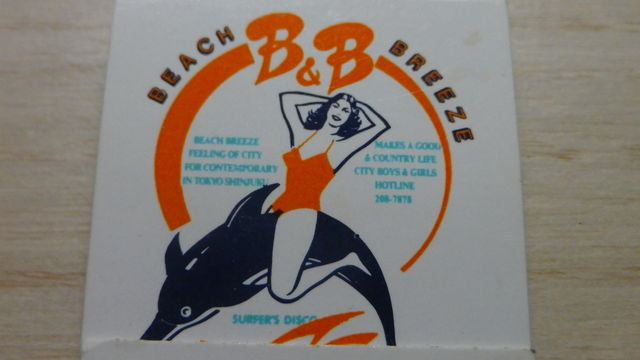 BEACH B&B BREEZE
BEACH BREEZE
FEELING OF CITY
FOR CONTEMPORARY
IN TOKYO SHINJUKU
MAKES A GOOD
& COUNTRY LIFE
CITY BOYS & GIRLS
HOTLINE
208-7878
SURFER'S DISCO